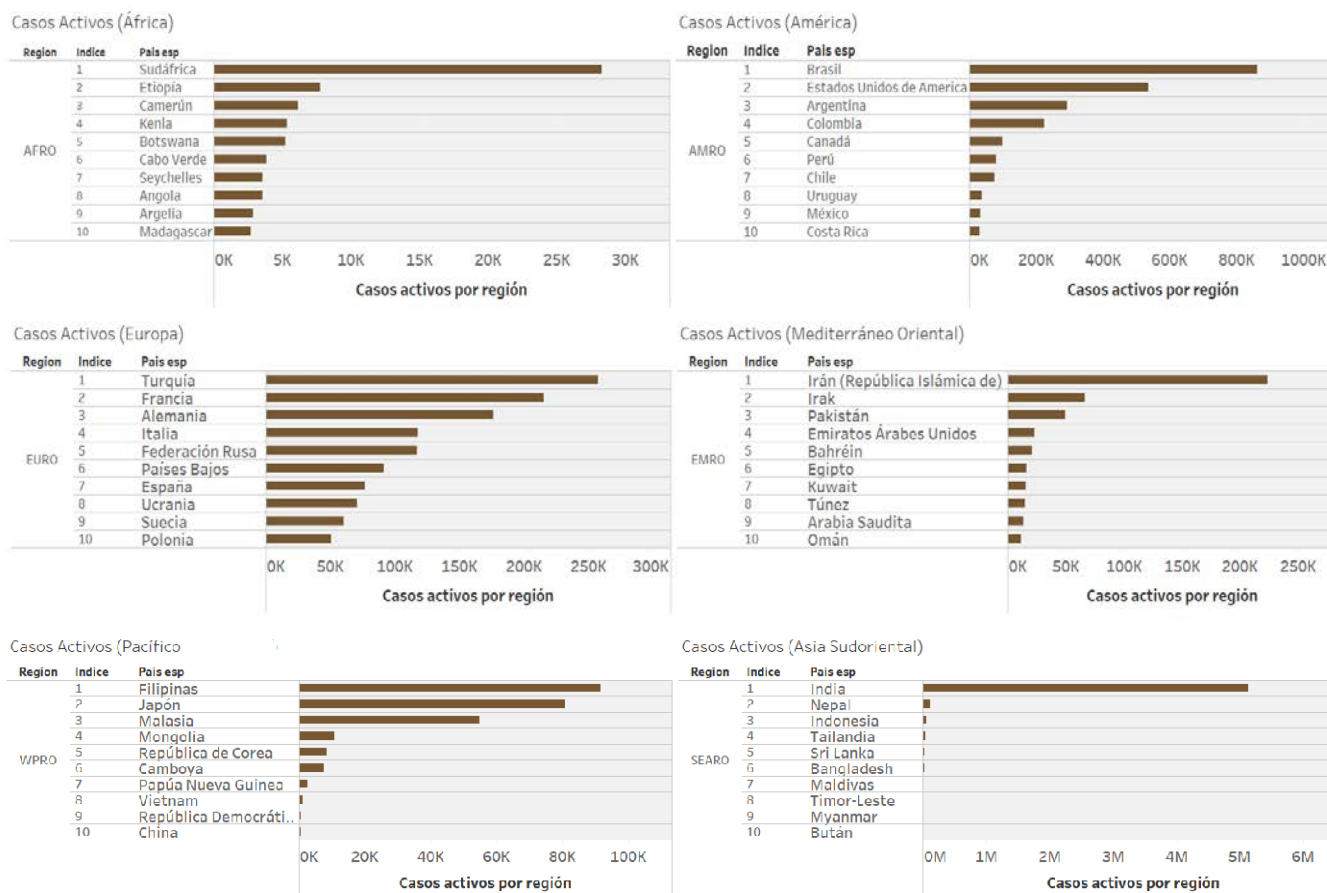 Casos Activos (África)
Region Indice Pais esp
AFRO
1 Sudáfrica
2 Etiopía
3 Camerún
4 Kenia
5 Botswana
6 Cabo Verde
7 Seychelles
8 Angola
9 Argelia
10 Madagascar
0K 5K 10K 15K 20K 25K 30K
Casos activos por región
Casos Activos (América)
Region Indice Pais esp
AMRO
1 Brasil
2 Estados Unidos de America
3 Argentina
4 Colombia
5 Canadá
6 Perú
7 Chile
8 Uruguay
9 México
10 Costa Rica
0K 200K 400K 600K 800K 1000K
Casos activos por región
Casos Activos (Europa)
Region Indice Pais esp
EURO
1 Turquía
2 Francia
3 Alemania
4 Italia
5 Federación Rusa
6 Países Bajos
7 España
8 Ucrania
9 Suecia
10 Polonia
0K 50K 100K 150K 200K 250K 300K
Casos activos por región
Casos Activos (Mediterráneo Oriental)
Region Indice Pais esp
EMRO
1 Irán (República Islámica de)
2 Irak
3 Pakistán
4 Emiratos Árabes Unidos
5 Bahréin
6 Egipto
7 Kuwait
8 Túnez
9 Arabia Saudita
10 Omán
0K 50K 100K 150K 200K 250K
Casos activos por región
Casos Activos (Pacífico
Region Indice Pais esp
WPRO
1 Filipinas
2 Japón
3 Malasia
4 Mongolia
5 República de Corea
6 Camboya
7 Papúa Nueva Guinea
8 Vietnam
9 República Democráti..
10 China
0K 20K 40K 60K 80K 100K
Casos activos por región
Casos Activos (Asia Sudoriental)
Region Indice Pais esp
SEARO
1 India
2 Nepal
3 Indonesia
4 Tailandia
5 Sri Lanka
6 Bangladesh
7 Maldivas
8 Timor-Leste
9 Myanmar
10 Bután
0M 1M 2M 3M 4M 5M 6M
Casos activos por región